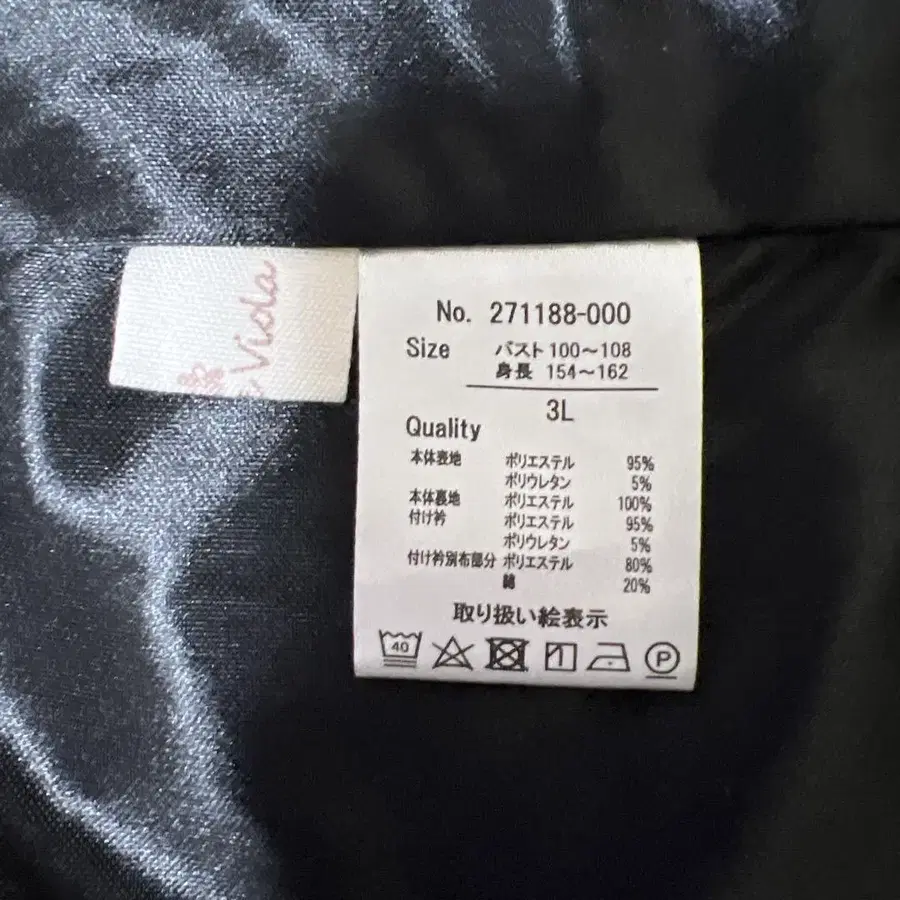 Viola
No. 271188-000
Size バスト 100～108
身長 154～162
3L
Quality
本体表地 ポリエステル 95%
ポリウレタン 5%
本体裏地 ポリエステル 100%
付け衿 ポリエステル 95%
ポリウレタン 5%
付け衿別布部分 ポリエステル 80%
綿 20%
取り扱い絵表示
40 P